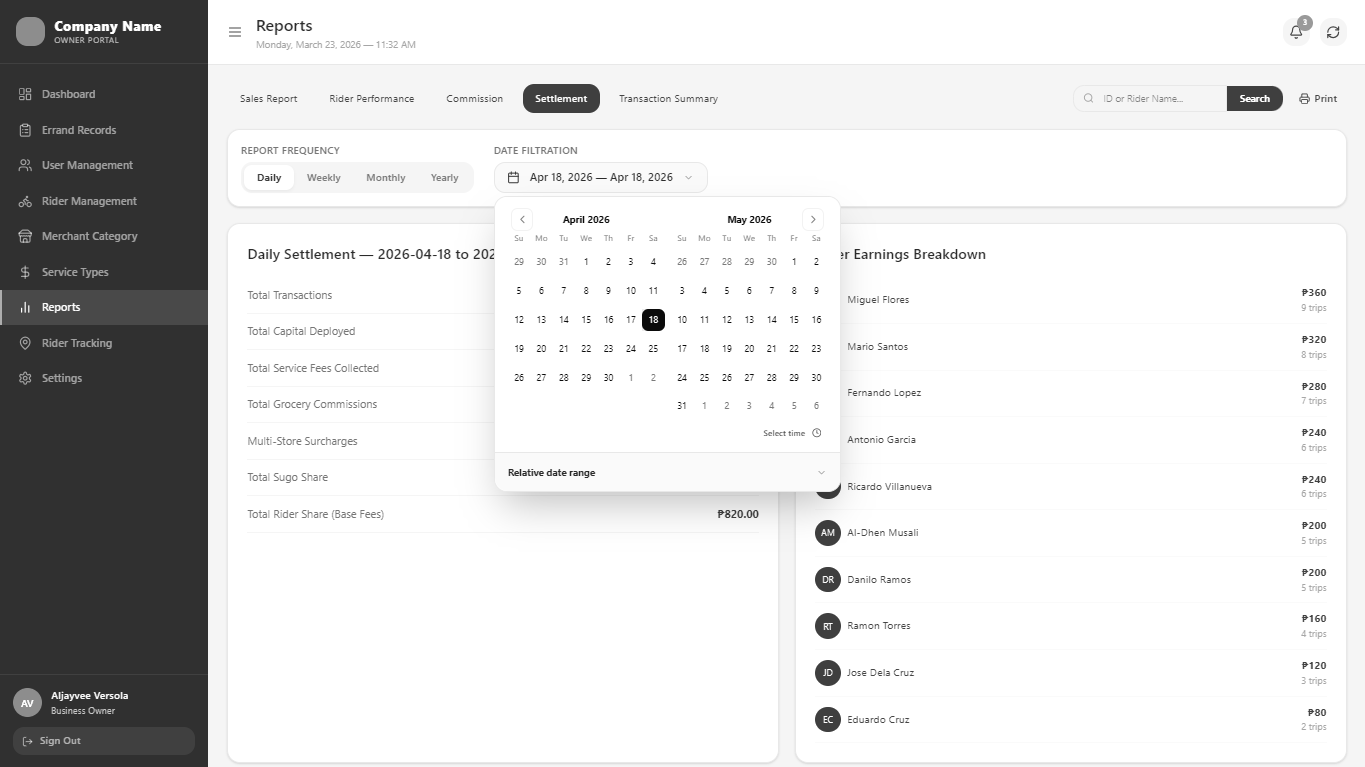 Company Name
OWNER PORTAL
Dashboard
Errand Records
User Management
Rider Management
Merchant Category
Service Types
Reports
Rider Tracking
Settings
AV
Aljayvee Versola
Business Owner
Sign Out
Reports
Monday, March 23, 2026 — 11:32 AM
3
Sales Report Rider Performance Commission Settlement Transaction Summary
ID or Rider Name... Search Print
REPORT FREQUENCY
Daily Weekly Monthly Yearly
DATE FILTRATION
Apr 18, 2026 — Apr 18, 2026
April 2026
Su Mo Tu We Th Fr Sa
29 30 31 1 2 3 4
5 6 7 8 9 10 11
12 13 14 15 16 17 18
19 20 21 22 23 24 25
26 27 28 29 30 1 2
May 2026
Su Mo Tu We Th Fr Sa
26 27 28 29 30 1 2
3 4 5 6 7 8 9
10 11 12 13 14 15 16
17 18 19 20 21 22 23
24 25 26 27 28 29 30
31 1 2 3 4 5 6
Select time
Relative date range
Daily Settlement — 2026-04-18 to 202
Total Transactions
Total Capital Deployed
Total Service Fees Collected
Total Grocery Commissions
Multi-Store Surcharges
Total Sugo Share
Total Rider Share (Base Fees) ₱820.00
Earnings Breakdown
Miguel Flores ₱360
9 trips
Mario Santos ₱320
8 trips
Fernando Lopez ₱280
7 trips
Antonio Garcia ₱240
6 trips
Ricardo Villanueva ₱240
6 trips
AM Al-Dhen Musali ₱200
5 trips
DR Danilo Ramos ₱200
5 trips
RT Ramon Torres ₱160
4 trips
JD Jose Dela Cruz ₱120
3 trips
EC Eduardo Cruz ₱80
2 trips